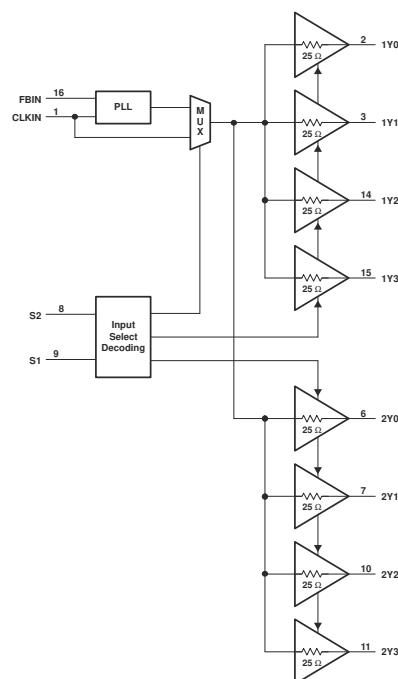 2
1Y0
25 Ω
FBIN
16
PLL
CLKIN
1
MUX
3
1Y1
25 Ω
14
1Y2
25 Ω
15
1Y3
25 Ω
S2
8
Input
Select
Decoding
S1
9
6
2Y0
25 Ω
7
2Y1
25 Ω
10
2Y2
25 Ω
11
2Y3
25 Ω